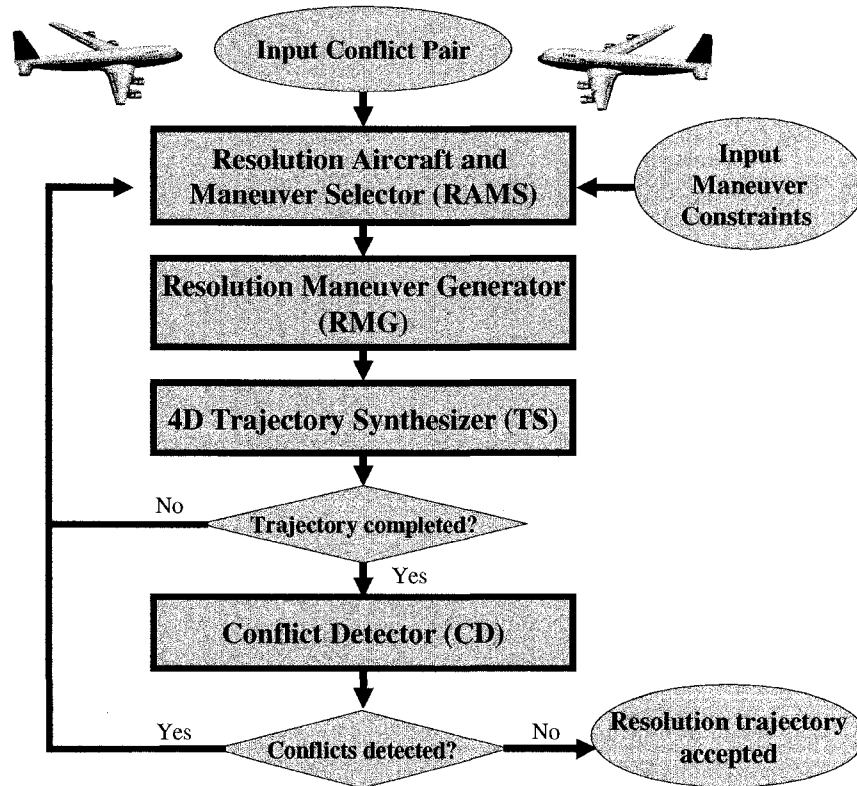 Input Conflict
Pair
Resolution Aircraft and
Maneuver Selector (RAMS)
Input
Maneuver
Constraints
Resolution Maneuver Generator
(RMG)
4D Trajectory Synthesizer (TS)
No
Trajectory completed?
Yes
Conflict Detector (CD)
Yes
Conflicts detected?
No
Resolution trajectory
accepted